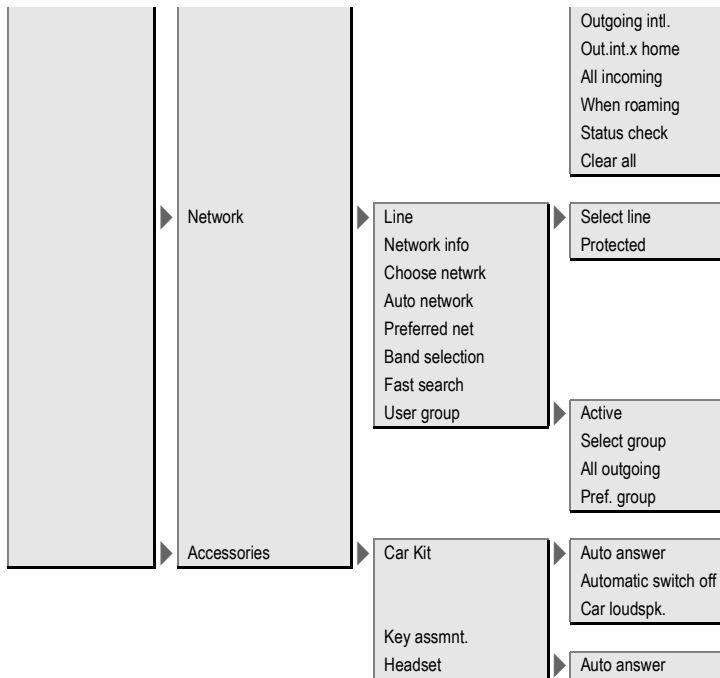 Outgoing intl.
Out.int.x home
All incoming
When roaming
Status check
Clear all
Network
Line
Select line
Network info
Protected
Choose netwrk
Auto network
Preferred net
Band selection
Fast search
User group
Active
Select group
All outgoing
Pref. group
Accessories
Car Kit
Auto answer
Automatic switch off
Car loudspk.
Key assmnt.
Headset
Auto answer